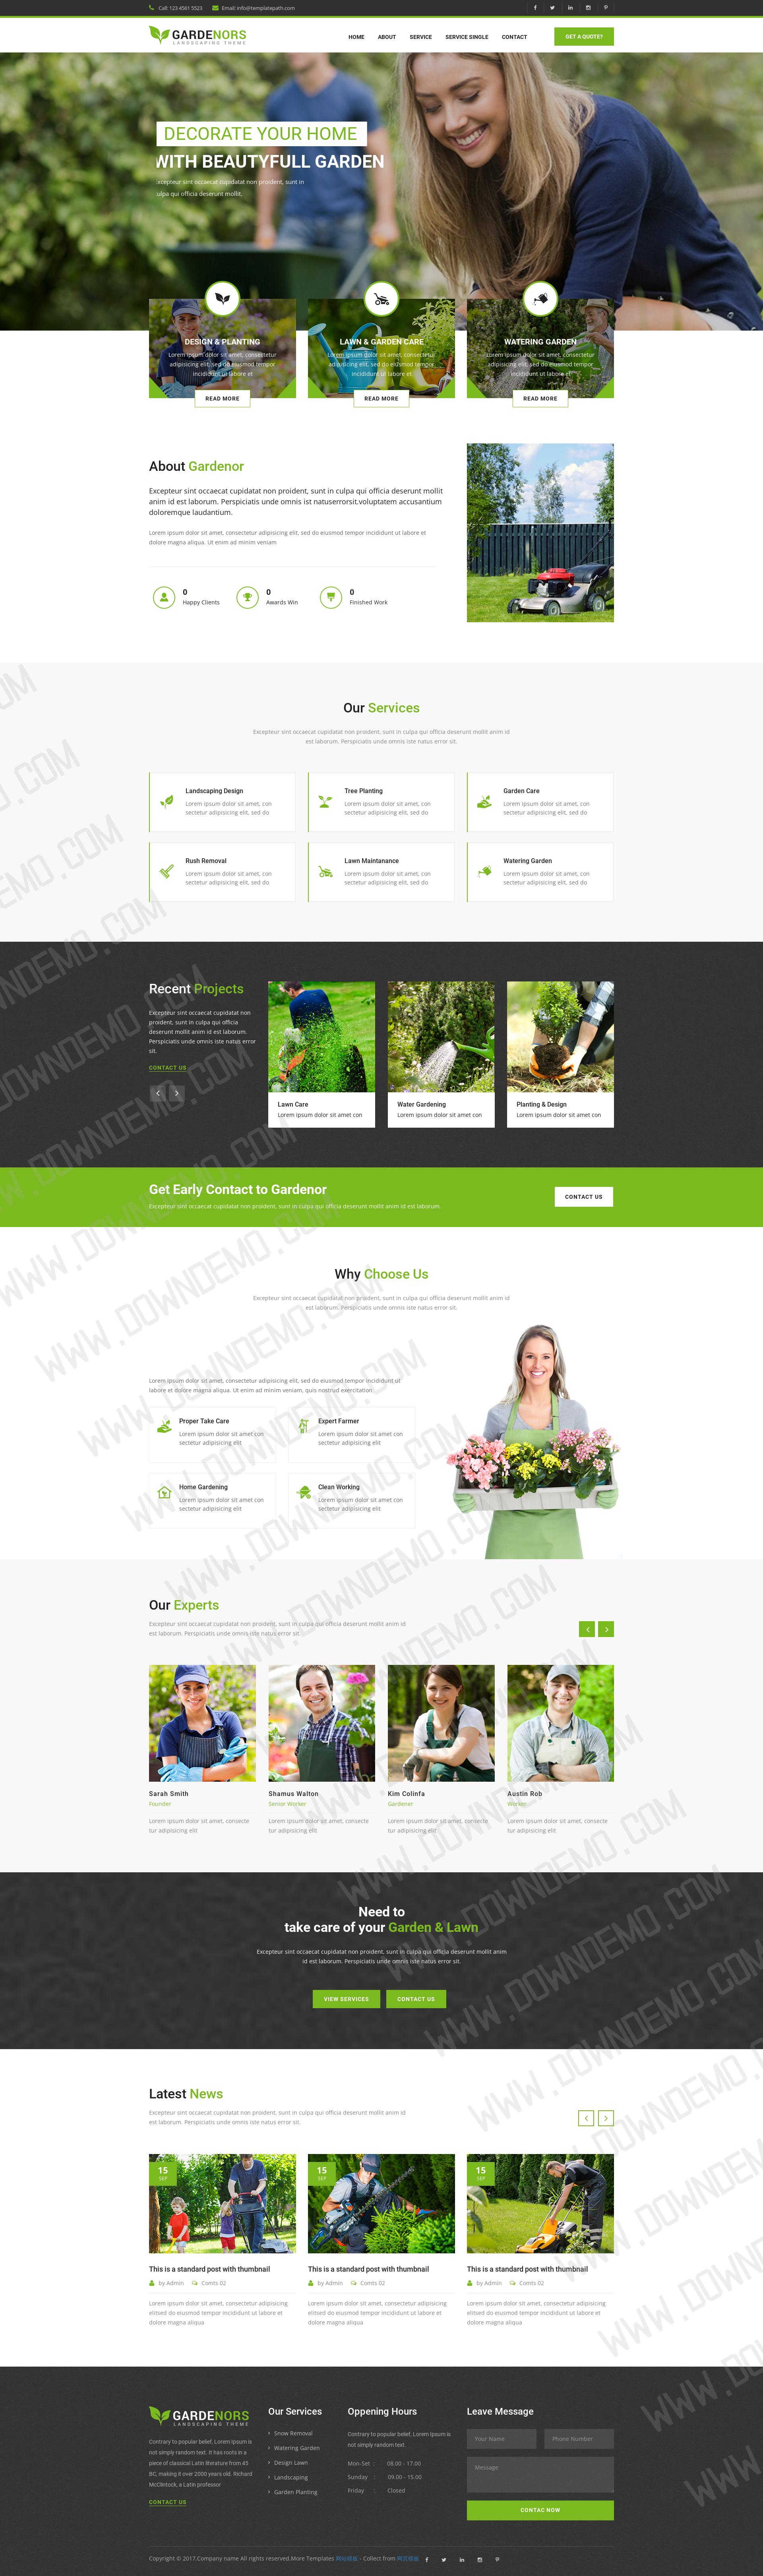 Call: 123 4561 5523 Email: info@templatepath.com
GARDENORS
LANDSCAPING THEME
HOME ABOUT SERVICE SERVICE SINGLE CONTACT
GET A QUOTE?
DECORATE YOUR HOME
WITH BEAUTYFULL GARDEN
Excepteur sint occaecat cupidatat non proident, sunt in
culpa qui officia deserunt mollit.
DESIGN & PLANTING
Lorem ipsum dolor sit amet, consectetur
adipisicing elit, sed do eiusmod tempor
incididunt ut labore et
READ MORE
LAWN & GARDEN CARE
Lorem ipsum dolor sit amet, consectetur
adipisicing elit, sed do eiusmod tempor
incididunt ut labore et
READ MORE
WATERING GARDEN
Lorem ipsum dolor sit amet, consectetur
adipisicing elit, sed do eiusmod tempor
incididunt ut labore et
READ MORE
About Gardenor
Excepteur sint occaecat cupidatat non proident, sunt in culpa qui officia deserunt mollit
anim id est laborum. Perspiciatis unde omnis ist natuserrorsit.voluptatem accusantium
doloremque laudantium.
Lorem ipsum dolor sit amet, consectetur adipisicing elit, sed do eiusmod tempor incididunt ut labore et
dolore magna aliqua. Ut enim ad minim veniam
0
Happy Clients
0
Awards Win
0
Finished Work
Our Services
Excepteur sint occaecat cupidatat non proident, sunt in culpa qui officia deserunt mollit anim id
est laborum. Perspiciatis unde omnis iste natus error sit.
Landscaping Design
Lorem ipsum dolor sit amet, con
sectetur adipisicing elit, sed do
Tree Planting
Lorem ipsum dolor sit amet, con
sectetur adipisicing elit, sed do
Garden Care
Lorem ipsum dolor sit amet, con
sectetur adipisicing elit, sed do
Rush Removal
Lorem ipsum dolor sit amet, con
sectetur adipisicing elit, sed do
Lawn Maintanance
Lorem ipsum dolor sit amet, con
sectetur adipisicing elit, sed do
Watering Garden
Lorem ipsum dolor sit amet, con
sectetur adipisicing elit, sed do
Recent Projects
Excepteur sint occaecat cupidatat non
proident, sunt in culpa qui officia
deserunt mollit anim id est laborum.
Perspiciatis unde omnis iste natus error
sit.
CONTACT US
Lawn Care
Lorem ipsum dolor sit amet con
Water Gardening
Lorem ipsum dolor sit amet con
Planting & Design
Lorem ipsum dolor sit amet con
Get Early Contact to Gardenor
Excepteur sint occaecat cupidatat non proident, sunt in culpa qui officia deserunt mollit anim id est laborum.
CONTACT US
Why Choose Us
Excepteur sint occaecat cupidatat non proident, sunt in culpa qui officia deserunt mollit anim id
est laborum. Perspiciatis unde omnis iste natus error sit.
Lorem ipsum dolor sit amet, consectetur adipisicing elit, sed do eiusmod tempor incididunt ut
labore et dolore magna aliqua. Ut enim ad minim veniam, quis nostrud exercitation
Proper Take Care
Lorem ipsum dolor sit amet con
sectetur adipisicing elit
Expert Farmer
Lorem ipsum dolor sit amet con
sectetur adipisicing elit
Home Gardening
Lorem ipsum dolor sit amet con
sectetur adipisicing elit
Clean Working
Lorem ipsum dolor sit amet con
sectetur adipisicing elit
Our Experts
Excepteur sint occaecat cupidatat non proident, sunt in culpa qui officia deserunt mollit anim id
est laborum. Perspiciatis unde omnis iste natus error sit.
Sarah Smith
Founder
Lorem ipsum dolor sit amet, consecte
tur adipisicing elit
Shamus Walton
Senior Worker
Lorem ipsum dolor sit amet, consecte
tur adipisicing elit
Kim Colinfa
Gardener
Lorem ipsum dolor sit amet, consecte
tur adipisicing elit
Austin Rob
Worker
Lorem ipsum dolor sit amet, consecte
tur adipisicing elit
Need to
take care of your Garden & Lawn
Excepteur sint occaecat cupidatat non proident, sunt in culpa qui officia deserunt mollit anim
id est laborum. Perspiciatis unde omnis iste natus error sit.
VIEW SERVICES CONTACT US
Latest News
Excepteur sint occaecat cupidatat non proident, sunt in culpa qui officia deserunt mollit anim id
est laborum. Perspiciatis unde omnis iste natus error sit.
15
SEP
This is a standard post with thumbnail
by Admin Comts 02
Lorem ipsum dolor sit amet, consectetur adipisicing
elitsed do eiusmod tempor incididunt ut labore et
dolore magna aliqua
15
SEP
This is a standard post with thumbnail
by Admin Comts 02
Lorem ipsum dolor sit amet, consectetur adipisicing
elitsed do eiusmod tempor incididunt ut labore et
dolore magna aliqua
15
SEP
This is a standard post with thumbnail
by Admin Comts 02
Lorem ipsum dolor sit amet, consectetur adipisicing
elitsed do eiusmod tempor incididunt ut labore et
dolore magna aliqua
GARDENORS
LANDSCAPING THEME
Contrary to popular belief, Lorem Ipsum is
not simply random text. It has roots in a
piece of classical Latin literature from 45
BC, making it over 2000 years old. Richard
McClintock, a Latin professor
CONTACT US
Our Services
Snow Removal
Watering Garden
Design Lawn
Landscaping
Garden Planting
Oppening Hours
Contrary to popular belief, Lorem Ipsum is
not simply random text.
Mon-Set : 08.00 - 17.00
Sunday : 09.00 - 15.00
Friday : Closed
Leave Message
Your Name
Phone Number
Message
CONTAC NOW
Copyright © 2017.Company name All rights reserved.More Templates 网站模板 - Collect from 网页模板
WWW.DOWNDEMO.COM